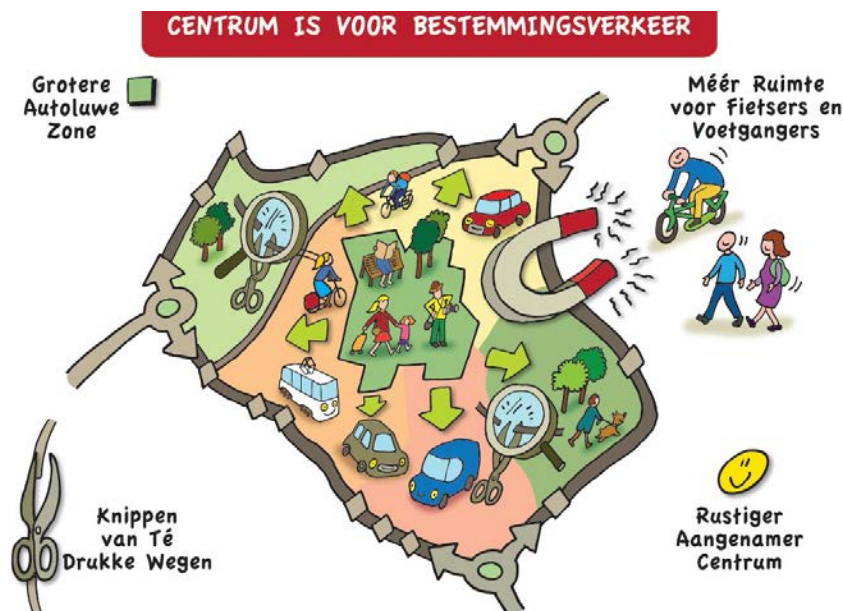 CENTRUM IS VOOR BESTEMMINGSVERKEER
Grotere
Autoluwe
Zone
Méér Ruimte
voor Fietsers en
Voetgangers
Knippen
van Té
Drukke Wegen
Rustiger
Aangenamer
Centrum